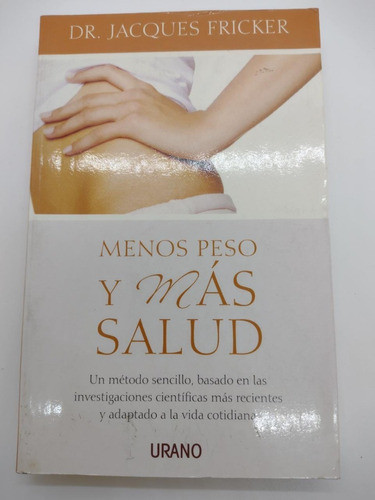 DR. JACQUES FRICKER
MENOS PESO
Y MÁS
SALUD
Un método sencillo, basado en las
investigaciones científicas más recientes
y adaptado a la vida cotidiana
URANO